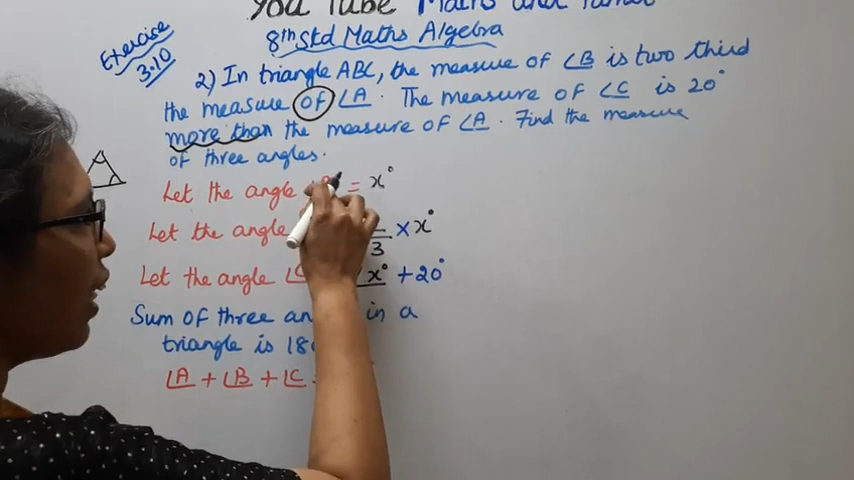 You Tube Maths and
8th Std Maths Algebra
Exercise
3.10
2) In triangle ABC, the measure of ∠B is two third
the measure of ∠A. The measure of ∠C is 20°
more than the measure of ∠A. Find the measure
of three angles.
Let the angle = x°
Let the angle 3 × x°
Let the angle ∠C x° + 20°
Sum of three in a
triangle is
∠A + ∠B + ∠C =